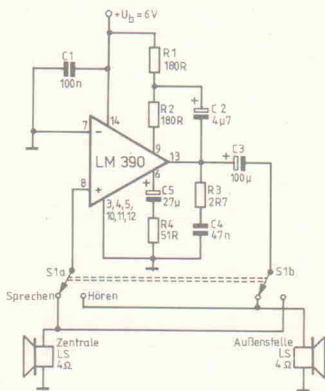 +U_b = 6V
C1
100n
R1
180R
R2
180R
C2
4µ7
+
14
7
−
LM 390
9
13
8
+
6
3, 4, 5,
10, 11, 12
C5
27µ
+
R4
51R
C3
100µ
+
R3
2R7
C4
47n
S1a
S1b
Sprechen
Hören
Zentrale
LS
4Ω
Außenstelle
LS
4Ω